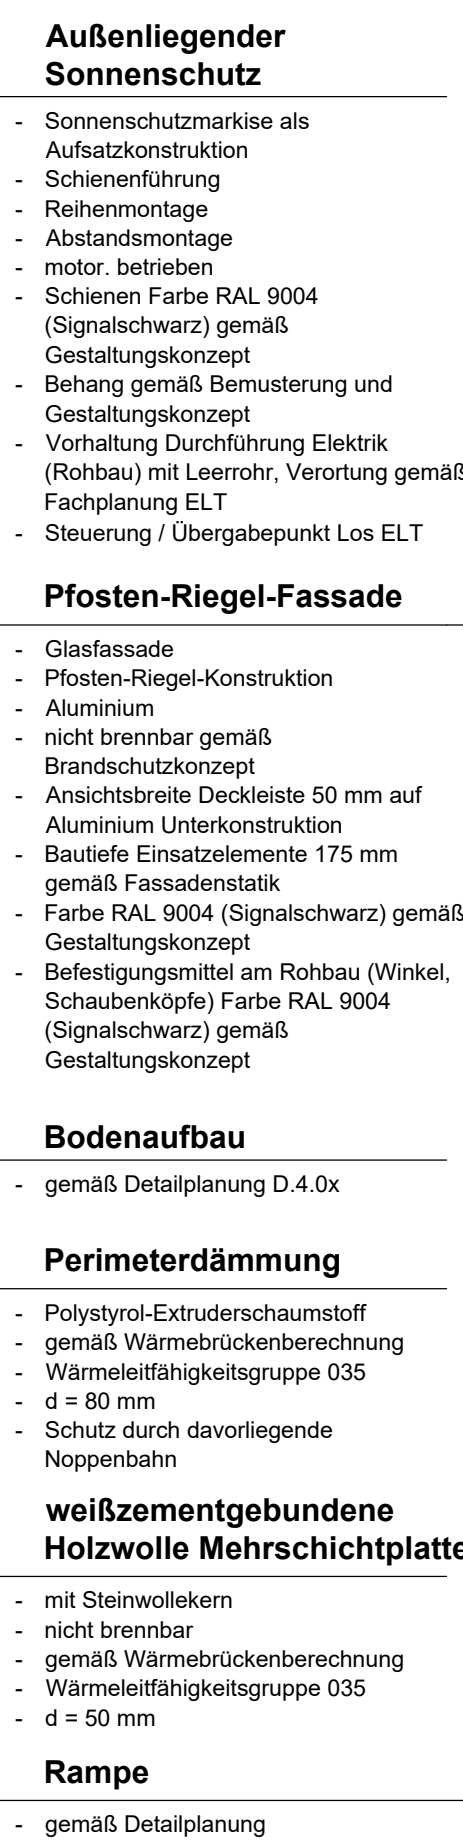 Außenliegender
Sonnenschutz
- Sonnenschutzmarkise als
Aufsatzkonstruktion
- Schienenführung
- Reihenmontage
- Abstandsmontage
- motor. betrieben
- Schienen Farbe RAL 9004
(Signalschwarz) gemäß
Gestaltungskonzept
- Behang gemäß Bemusterung und
Gestaltungskonzept
- Vorhaltung Durchführung Elektrik
(Rohbau) mit Leerrohr, Verortung gemäß
Fachplanung ELT
- Steuerung / Übergabepunkt Los ELT
Pfosten-Riegel-Fassade
- Glasfassade
- Pfosten-Riegel-Konstruktion
- Aluminium
- nicht brennbar gemäß
Brandschutzkonzept
- Ansichtsbreite Deckleiste 50 mm auf
Aluminium Unterkonstruktion
- Bautiefe Einsatzelemente 175 mm
gemäß Fassadenstatik
- Farbe RAL 9004 (Signalschwarz) gemäß
Gestaltungskonzept
- Befestigungsmittel am Rohbau (Winkel,
Schaubenköpfe) Farbe RAL 9004
(Signalschwarz) gemäß
Gestaltungskonzept
Bodenaufbau
- gemäß Detailplanung D.4.0x
Perimeterdämmung
- Polystyrol-Extruderschaumstoff
- gemäß Wärmebrückenberechnung
- Wärmeleitfähigkeitsgruppe 035
- d = 80 mm
- Schutz durch davorliegende
Noppenbahn
weißzementgebundene
Holzwolle Mehrschichtplatte
- mit Steinwollekern
- nicht brennbar
- gemäß Wärmebrückenberechnung
- Wärmeleitfähigkeitsgruppe 035
- d = 50 mm
Rampe
- gemäß Detailplanung